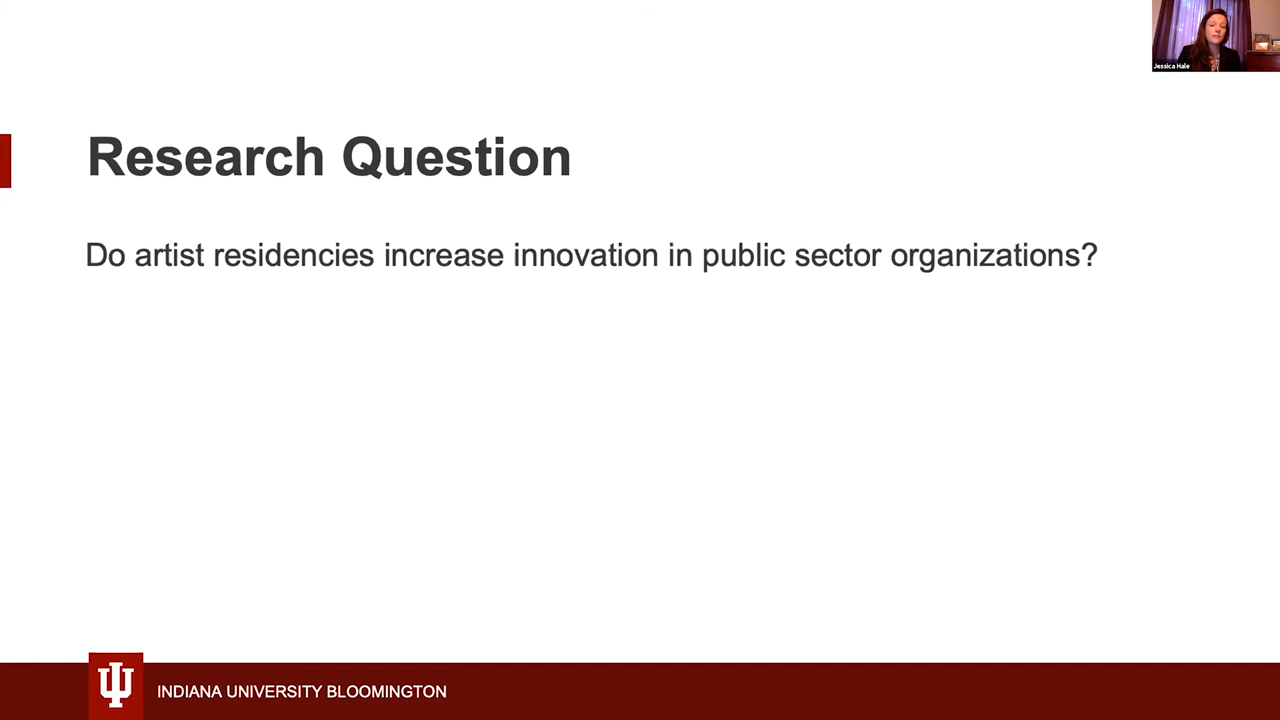 Jessica Hale
Research Question
Do artist residencies increase innovation in public sector organizations?
INDIANA UNIVERSITY BLOOMINGTON